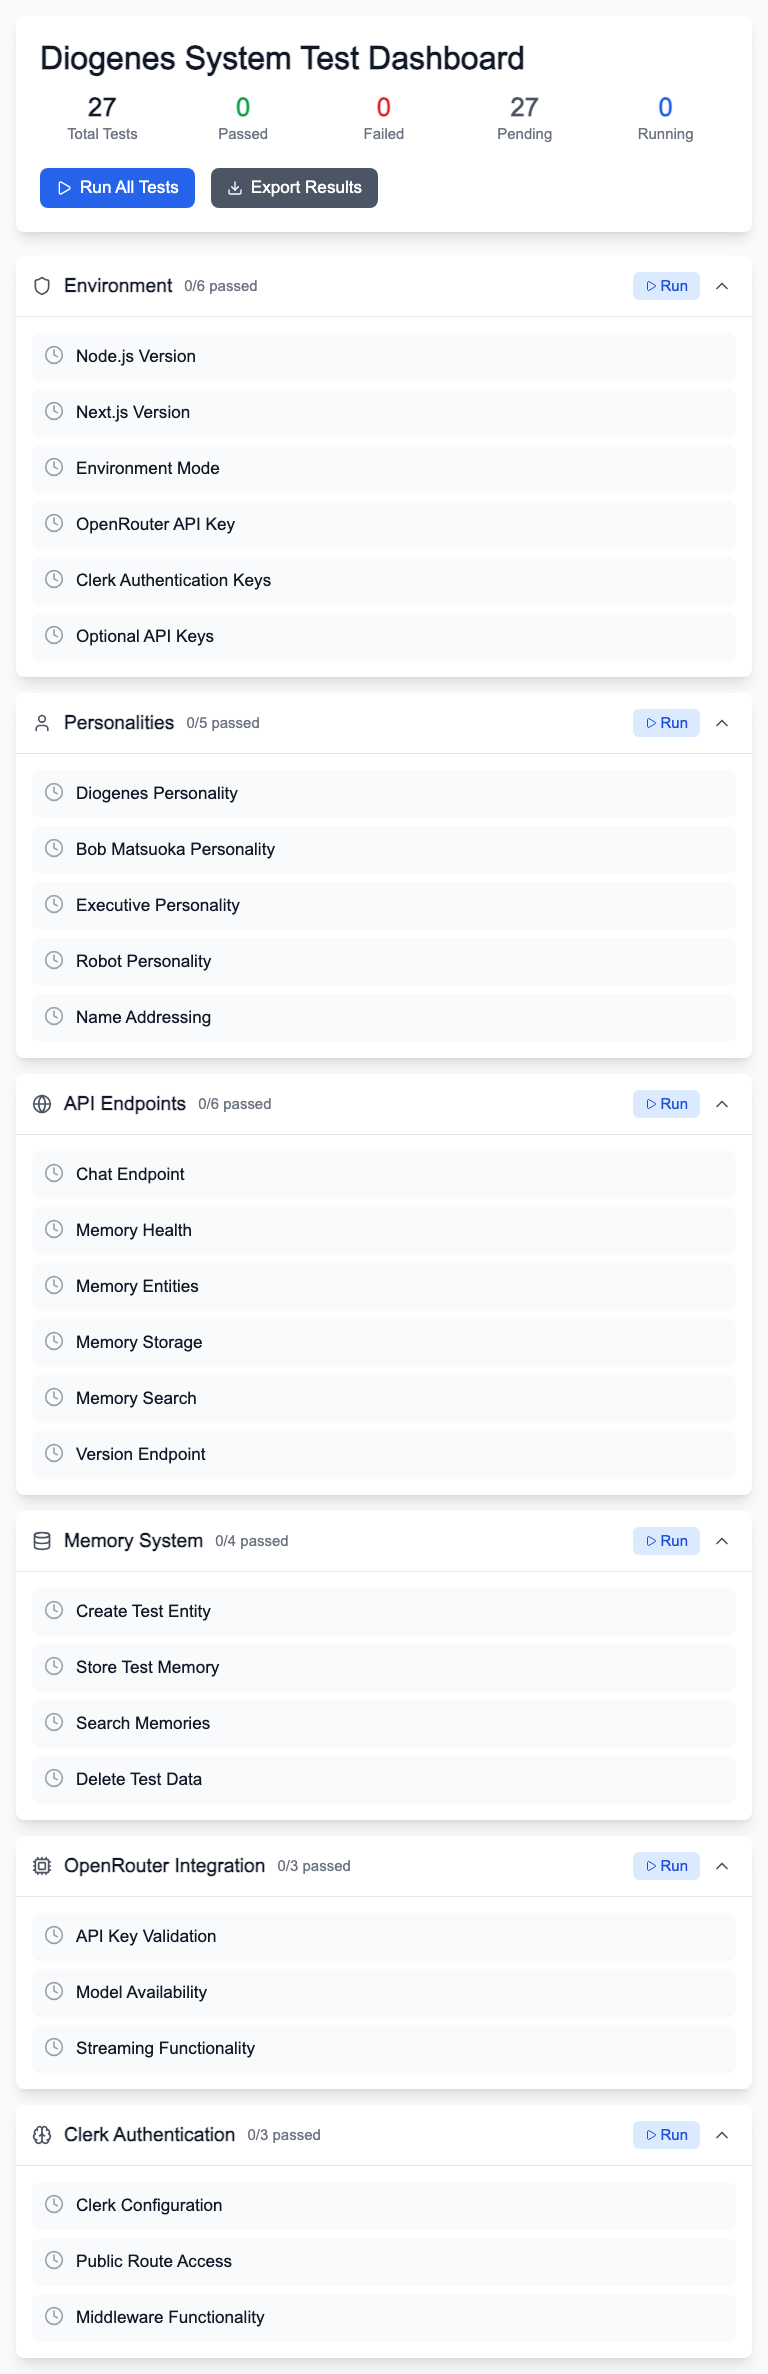 Diogenes System Test Dashboard
27 0 0 27 0
Total Tests Passed Failed Pending Running
Run All Tests Export Results
Environment 0/6 passed Run
Node.js Version
Next.js Version
Environment Mode
OpenRouter API Key
Clerk Authentication Keys
Optional API Keys
Personalities 0/5 passed Run
Diogenes Personality
Bob Matsuoka Personality
Executive Personality
Robot Personality
Name Addressing
API Endpoints 0/6 passed Run
Chat Endpoint
Memory Health
Memory Entities
Memory Storage
Memory Search
Version Endpoint
Memory System 0/4 passed Run
Create Test Entity
Store Test Memory
Search Memories
Delete Test Data
OpenRouter Integration 0/3 passed Run
API Key Validation
Model Availability
Streaming Functionality
Clerk Authentication 0/3 passed Run
Clerk Configuration
Public Route Access
Middleware Functionality